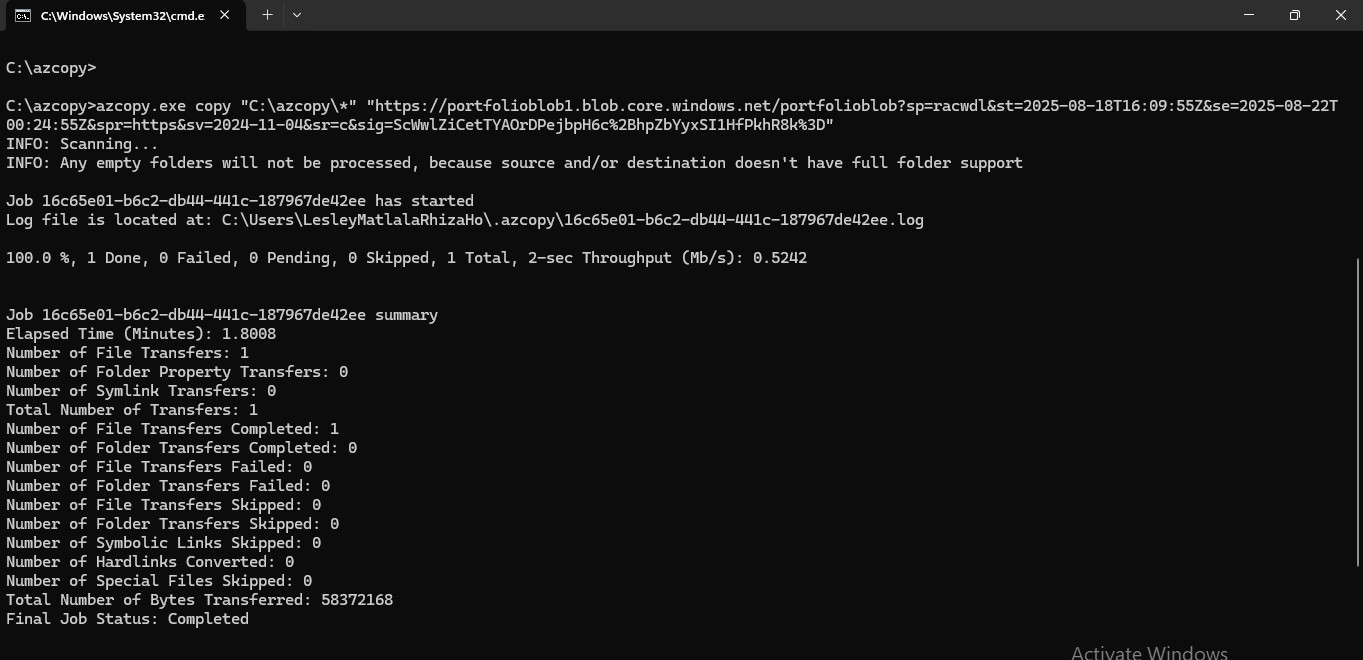 C:\Windows\System32\cmd.e
C:\azcopy>
C:\azcopy>azcopy.exe copy "C:\azcopy\*" "https://portfolioblob1.blob.core.windows.net/portfolioblob?sp=racwdl&st=2025-08-18T16:09:55Z&se=2025-08-22T
00:24:55Z&spr=https&sv=2024-11-04&sr=c&sig=ScWwlZiCetTYAOrDPejbpH6c%2BhpZbYyxSI1HfPkhR8k%3D"
INFO: Scanning...
INFO: Any empty folders will not be processed, because source and/or destination doesn't have full folder support
Job 16c65e01-b6c2-db44-441c-187967de42ee has started
Log file is located at: C:\Users\LesleyMatlalaRhizaHo\.azcopy\16c65e01-b6c2-db44-441c-187967de42ee.log
100.0 %, 1 Done, 0 Failed, 0 Pending, 0 Skipped, 1 Total, 2-sec Throughput (Mb/s): 0.5242
Job 16c65e01-b6c2-db44-441c-187967de42ee summary
Elapsed Time (Minutes): 1.8008
Number of File Transfers: 1
Number of Folder Property Transfers: 0
Number of Symlink Transfers: 0
Total Number of Transfers: 1
Number of File Transfers Completed: 1
Number of Folder Transfers Completed: 0
Number of File Transfers Failed: 0
Number of Folder Transfers Failed: 0
Number of File Transfers Skipped: 0
Number of Folder Transfers Skipped: 0
Number of Symbolic Links Skipped: 0
Number of Hardlinks Converted: 0
Number of Special Files Skipped: 0
Total Number of Bytes Transferred: 58372168
Final Job Status: Completed
Activate Windows